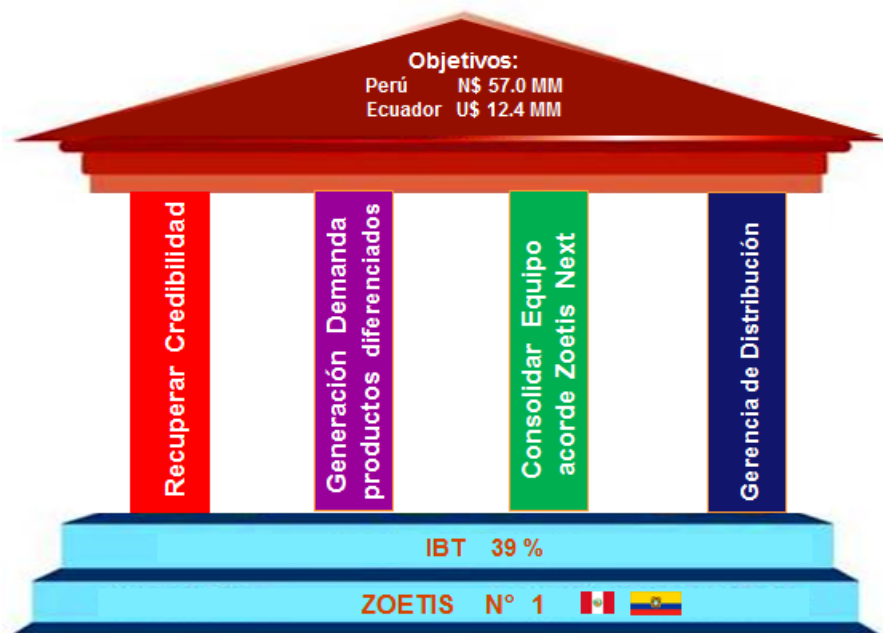 Objetivos:
Perú N$ 57.0 MM
Ecuador U$ 12.4 MM
Recuperar Credibilidad
Generación Demanda
productos diferenciados
Consolidar Equipo
acorde Zoetis Next
Gerencia de Distribución
IBT 39 %
ZOETIS N° 1